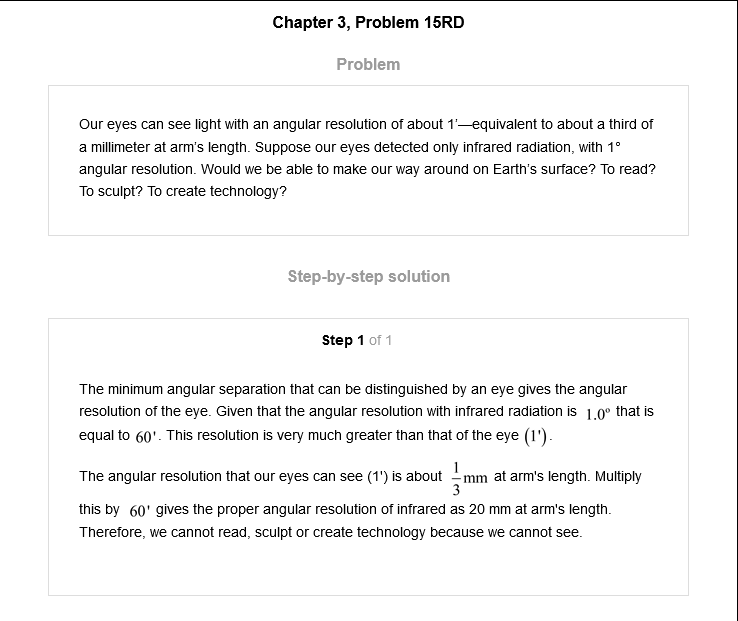 Chapter 3, Problem 15RD
Problem
Our eyes can see light with an angular resolution of about 1′—equivalent to about a third of
a millimeter at arm's length. Suppose our eyes detected only infrared radiation, with 1°
angular resolution. Would we be able to make our way around on Earth's surface? To read?
To sculpt? To create technology?
Step-by-step solution
Step 1 of 1
The minimum angular separation that can be distinguished by an eye gives the angular
resolution of the eye. Given that the angular resolution with infrared radiation is 1.0° that is
equal to 60'. This resolution is very much greater than that of the eye (1').
The angular resolution that our eyes can see (1') is about 1/3 mm at arm's length. Multiply
this by 60' gives the proper angular resolution of infrared as 20 mm at arm's length.
Therefore, we cannot read, sculpt or create technology because we cannot see.